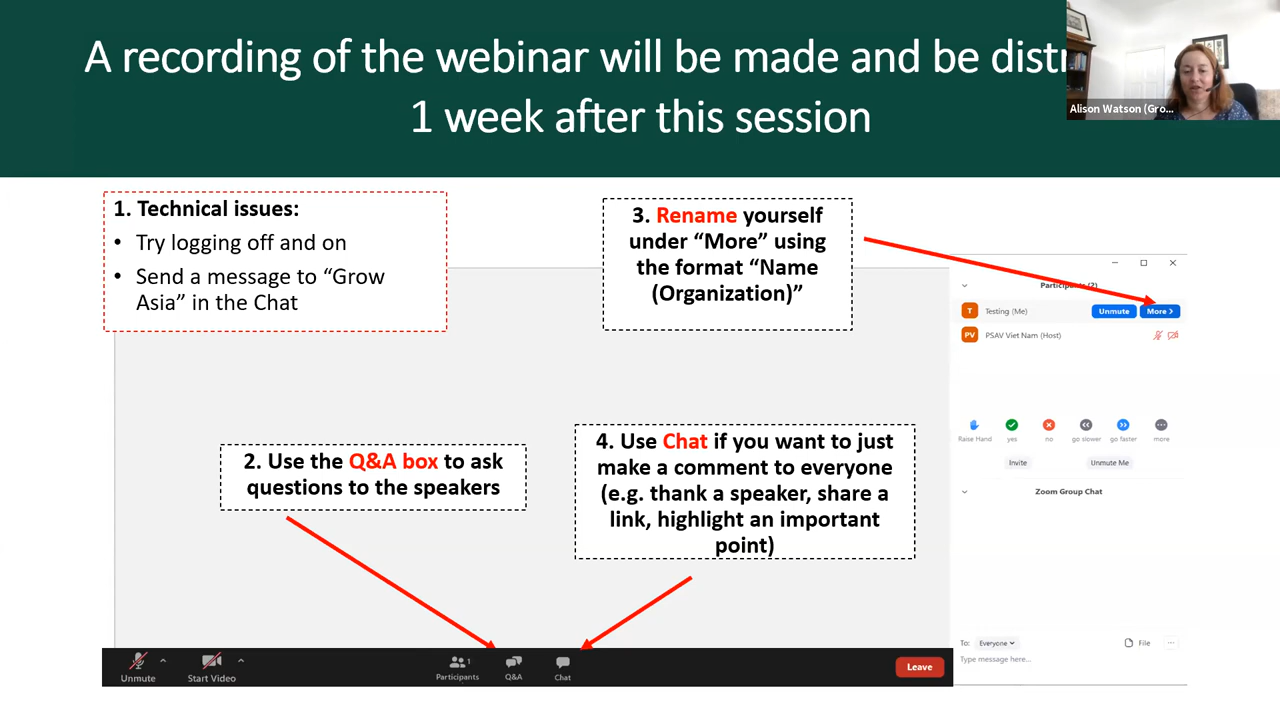 A recording of the webinar will be made and be distr
1 week after this session
Alison Watson (Gro...
1. Technical issues:
• Try logging off and on
• Send a message to “Grow
Asia” in the Chat
3. Rename yourself
under “More” using
the format “Name
(Organization)”
Participants (2)
T Testing (Me) Unmute More >
PV PSAV Viet Nam (Host)
Raise Hand yes no go slower go faster more
Invite Unmute Me
Zoom Group Chat
2. Use the Q&A box to ask
questions to the speakers
4. Use Chat if you want to just
make a comment to everyone
(e.g. thank a speaker, share a
link, highlight an important
point)
To: Everyone File ...
Type message here...
Unmute Start Video Participants 1 Q&A Chat Leave